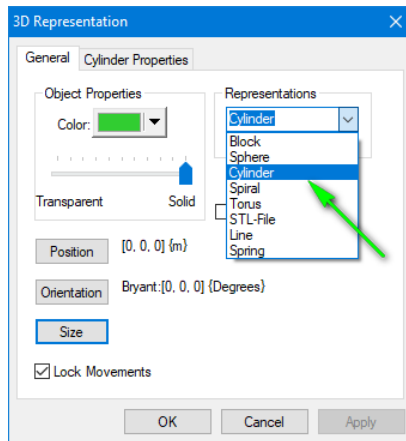 3D Representation
General
Cylinder Properties
Object Properties
Color:
Transparent
Solid
Representations
Cylinder
Block
Sphere
Cylinder
Spiral
Torus
STL-File
Line
Spring
Position
[0, 0, 0] {m}
Orientation
Bryant:[0, 0, 0] {Degrees}
Size
Lock Movements
OK
Cancel
Apply